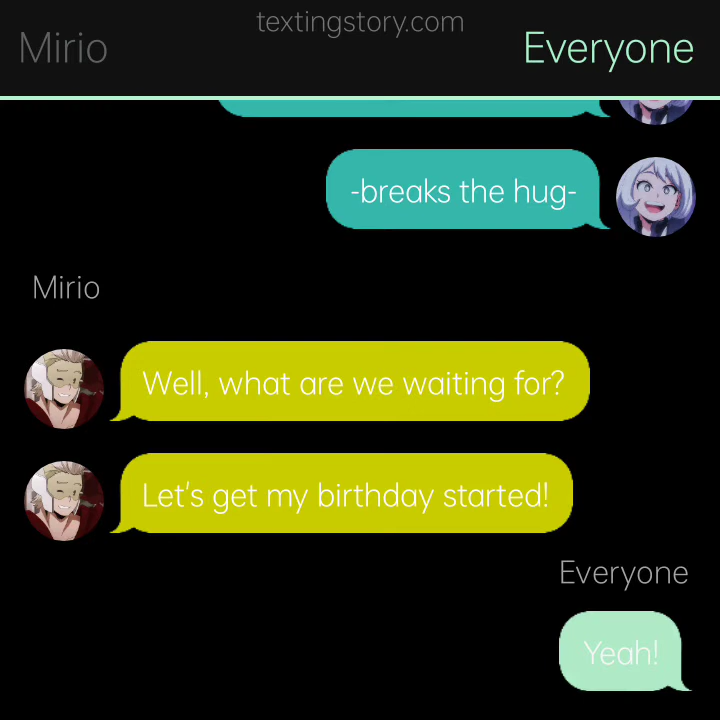 textingstory.com
Mirio
Everyone
-breaks the hug-
Mirio
Well, what are we waiting for?
Let's get my birthday started!
Everyone
Yeah!